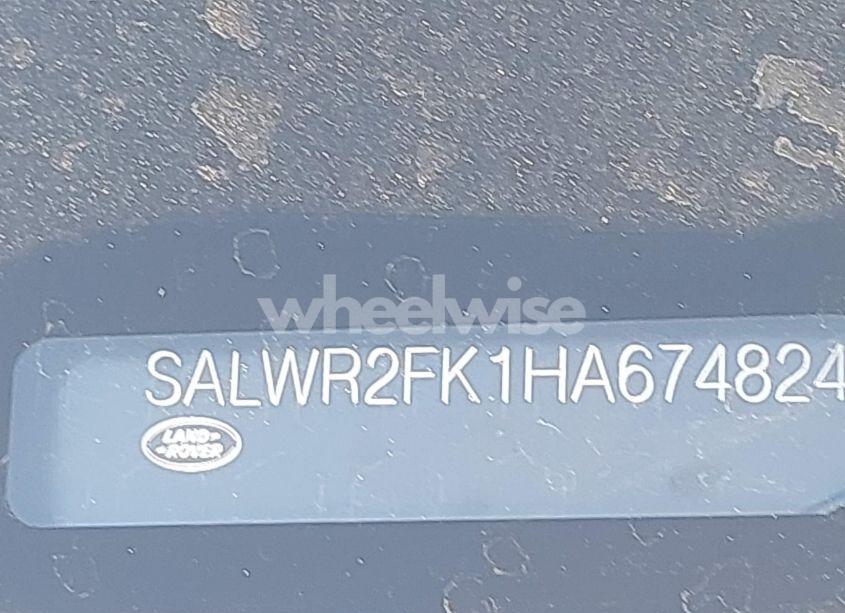 wheelwise
SALWR2FK1HA674824
LAND-
-ROVER